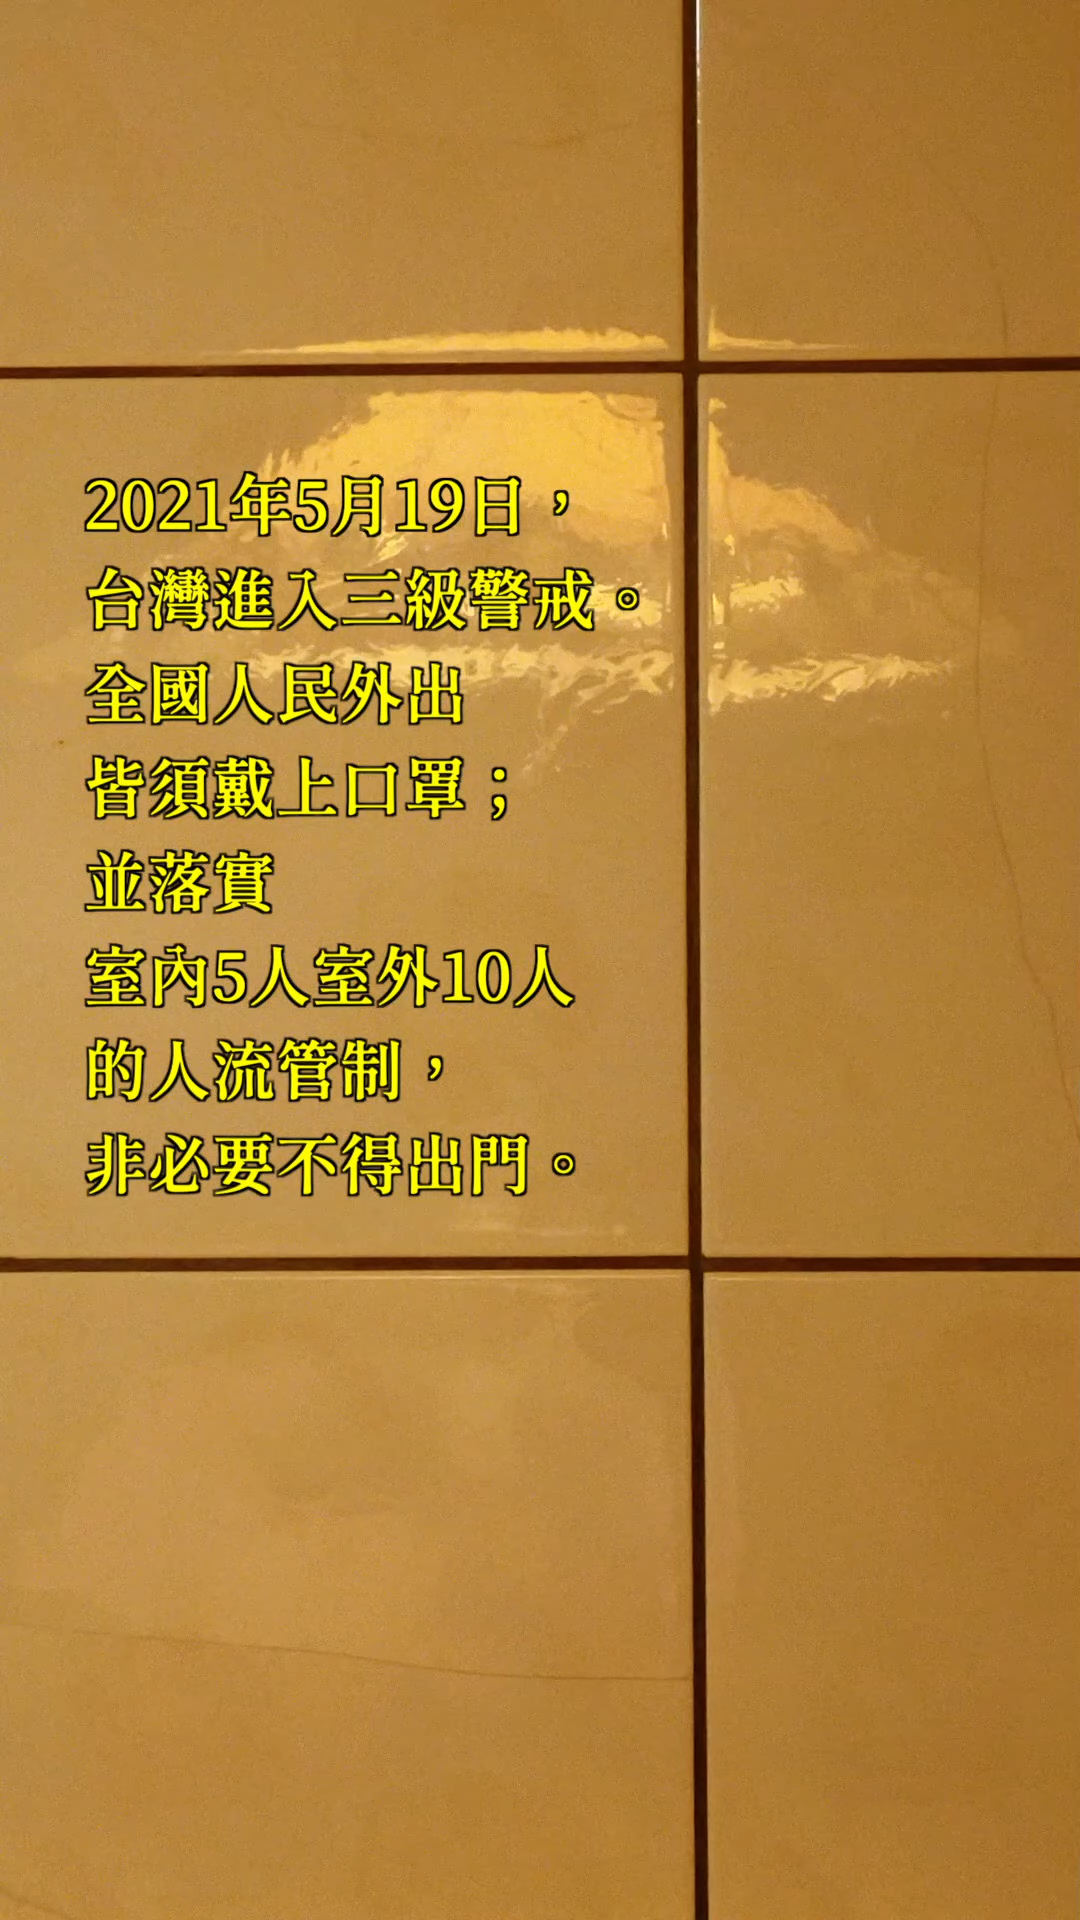 2021年5月19日，
台灣進入三級警戒。
全國人民外出
皆須戴上口罩；
並落實
室內5人室外10人
的人流管制，
非必要不得出門。